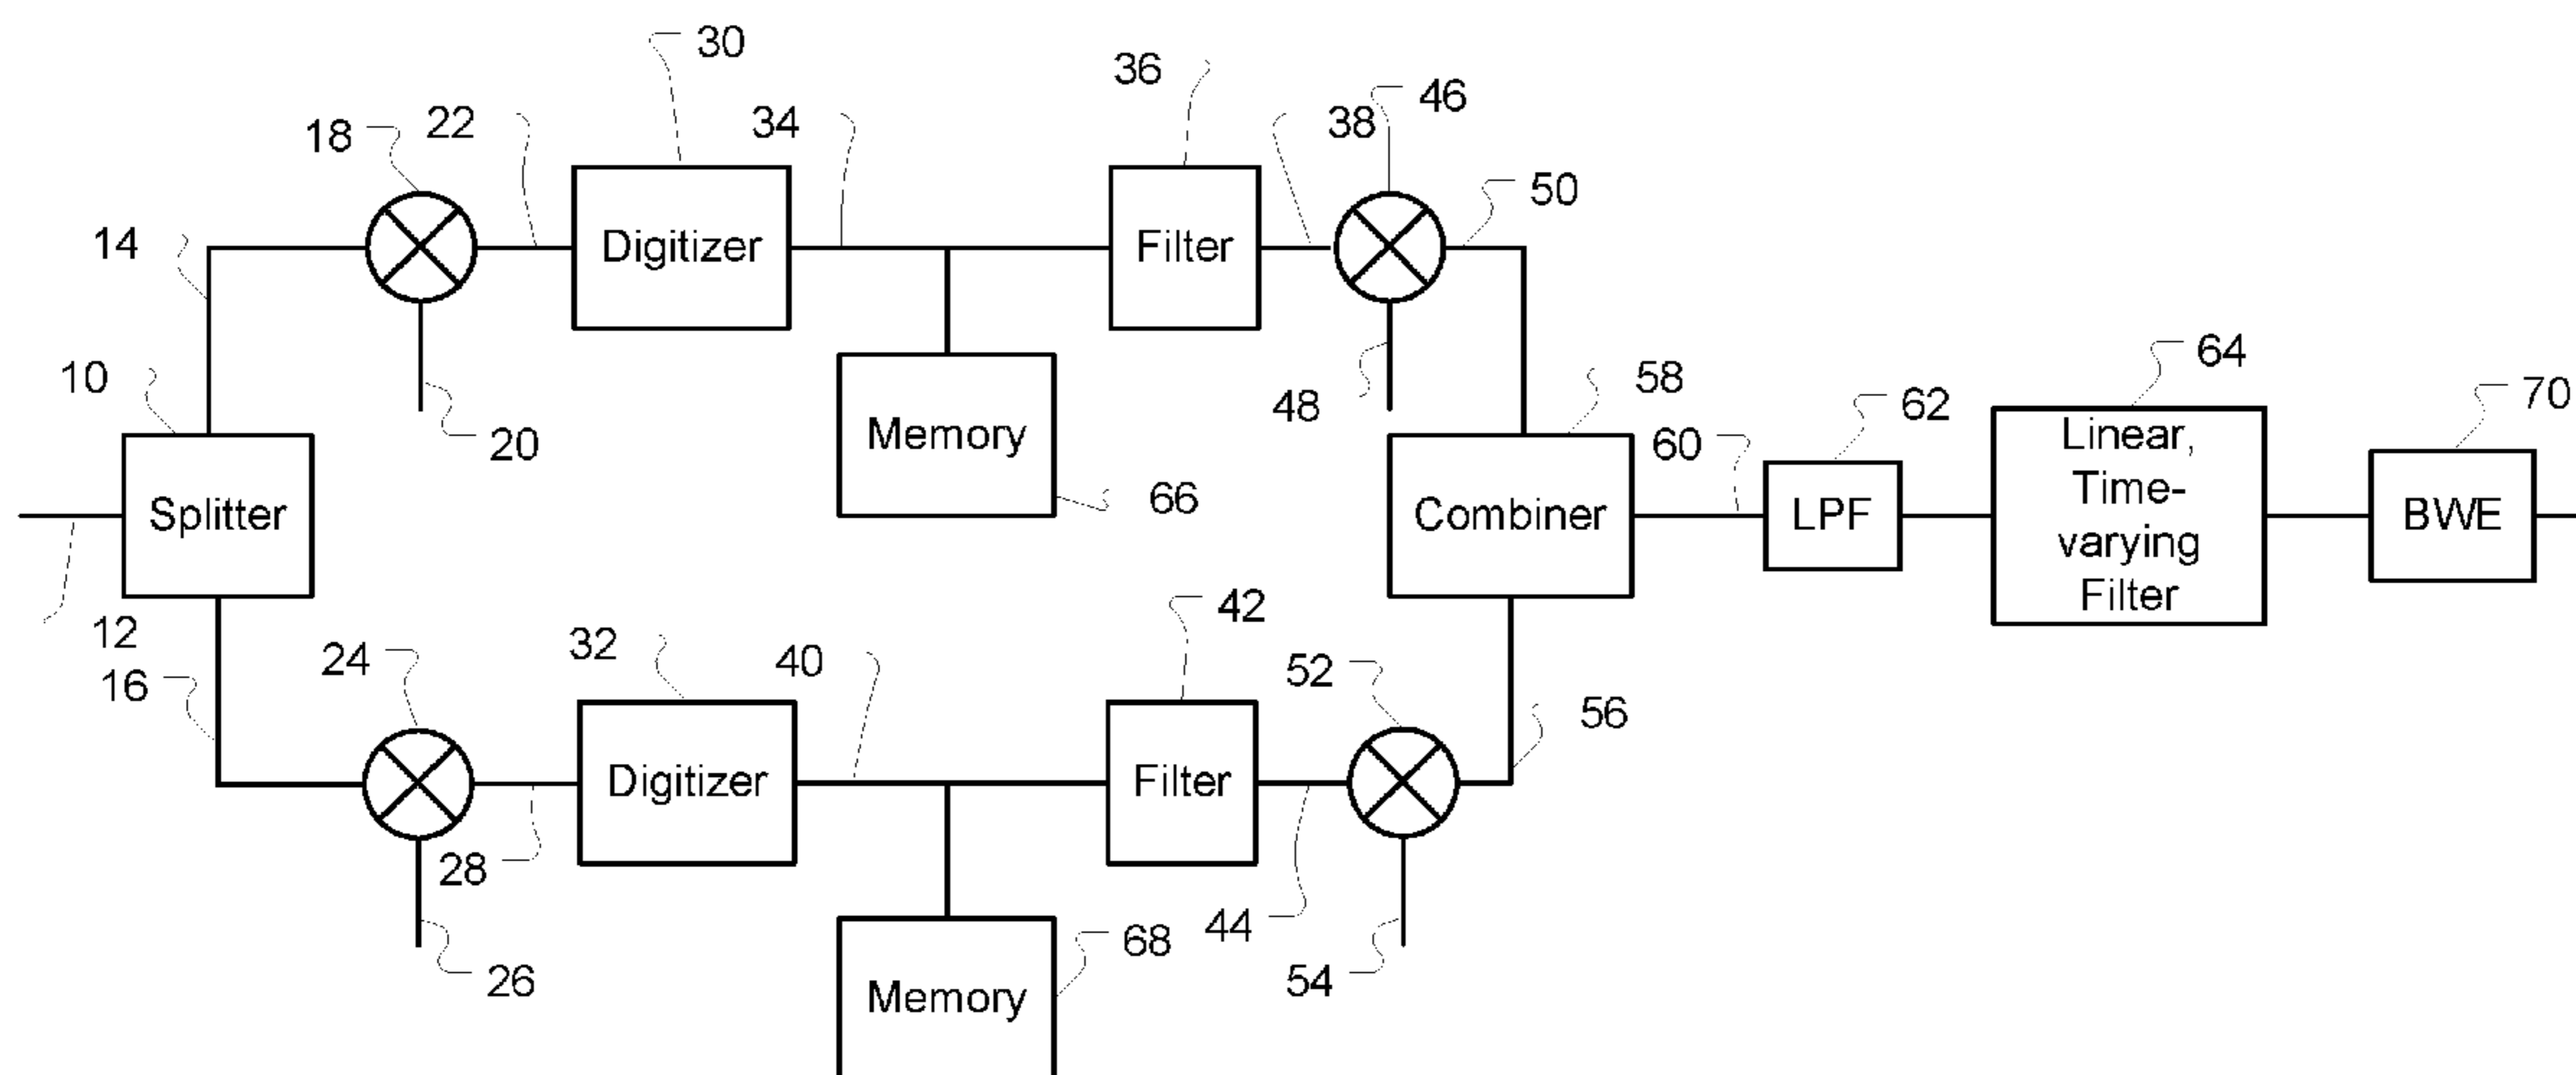 30
36
46
18
22
34
38
50
14
Digitizer
Filter
64
10
48
58
62
70
20
Memory
60
Linear,
Time-
varying
Filter
66
Splitter
Combiner
LPF
BWE
42
12
32
16
24
40
52
56
Digitizer
Filter
28
44
68
26
54
Memory